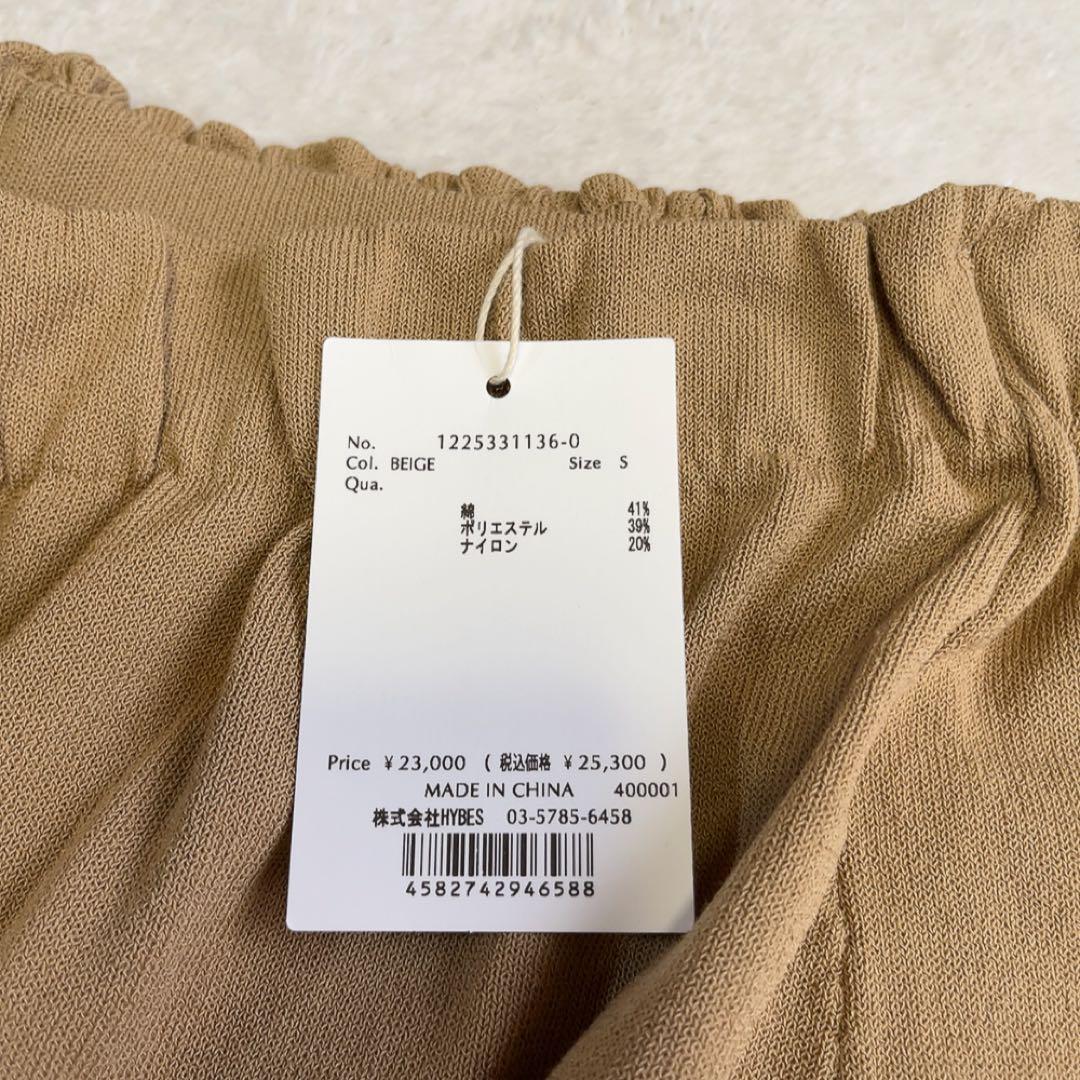 No. 1225331136-0
Col. BEIGE Size S
Qua.
綿 41%
ポリエステル 39%
ナイロン 20%
Price ¥23,000 ( 税込価格 ¥25,300 )
MADE IN CHINA 400001
株式会社HYBES 03-5785-6458
4582742946588